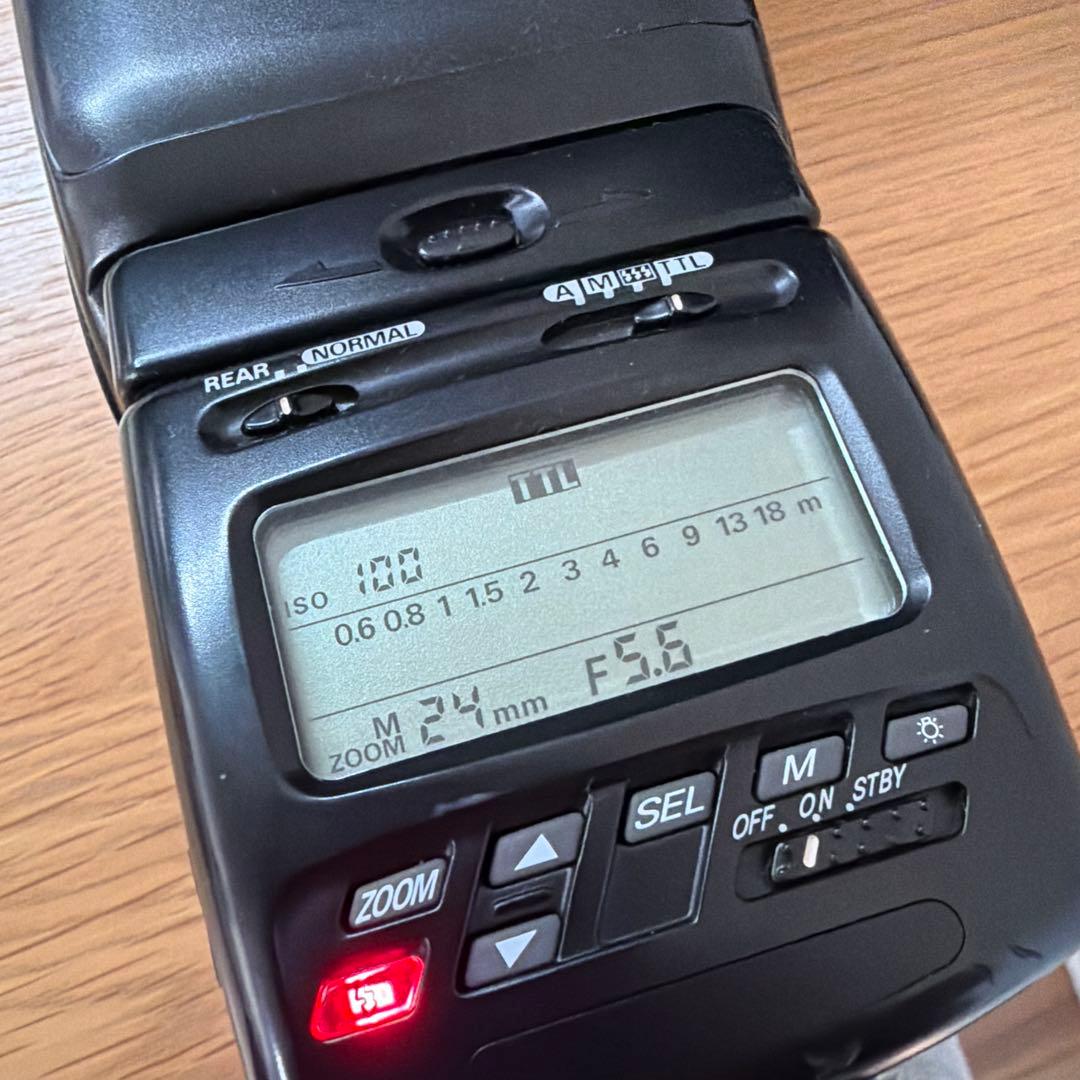 A M TTL
REAR NORMAL
TTL
ISO 100
0.6 0.8 1 1.5 2 3 4 6 9 13 18 m
M
ZOOM 24 mm F5.6
SEL M
OFF ON STBY
ZOOM